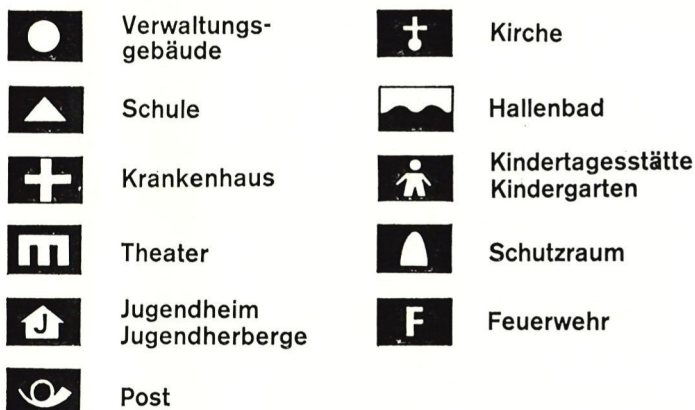 Verwaltungs-
gebäude
Schule
Krankenhaus
Theater
J
Jugendheim
Jugendherberge
Post
Kirche
Hallenbad
Kindertagesstätte
Kindergarten
Schutzraum
F
Feuerwehr